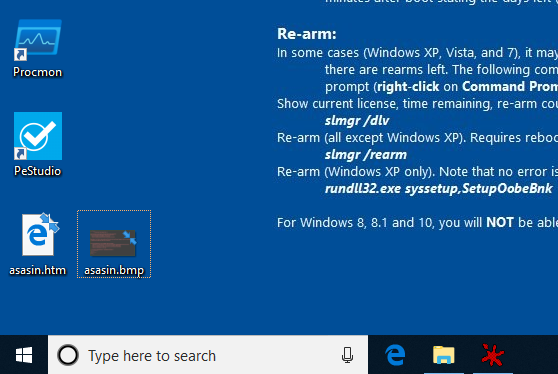 minutes after boot stating the days left
Re-arm:
In some cases (Windows XP, Vista, and 7), it may
there are rearms left. The following com
prompt (right-click on Command Prom
Show current license, time remaining, re-arm cou
slmgr /dlv
Re-arm (all except Windows XP). Requires reboo
slmgr /rearm
Re-arm (Windows XP only). Note that no error is
rundll32.exe syssetup,SetupOobeBnk
For Windows 8, 8.1 and 10, you will NOT be able
Procmon
PeStudio
asasin.htm
asasin.bmp
Type here to search